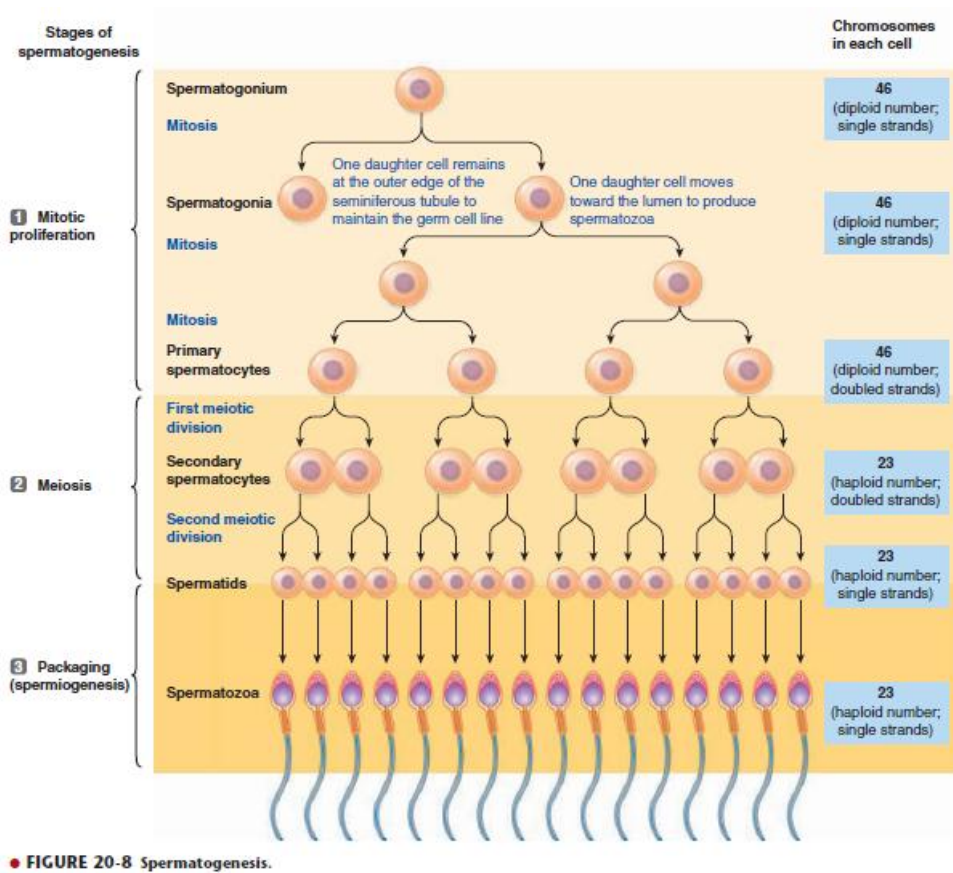 Stages of
spermatogenesis
Chromosomes
in each cell
Spermatogonium
46
(diploid number;
single strands)
Mitosis
One daughter cell remains
at the outer edge of the
seminiferous tubule to
maintain the germ cell line
One daughter cell moves
toward the lumen to produce
spermatozoa
Spermatogonia
46
(diploid number;
single strands)
1 Mitotic
proliferation
Mitosis
Mitosis
Primary
spermatocytes
46
(diploid number;
doubled strands)
First meiotic
division
Secondary
spermatocytes
23
(haploid number;
doubled strands)
2 Meiosis
Second meiotic
division
Spermatids
23
(haploid number;
single strands)
3 Packaging
(spermiogenesis)
Spermatozoa
23
(haploid number;
single strands)
• FIGURE 20-8 Spermatogenesis.